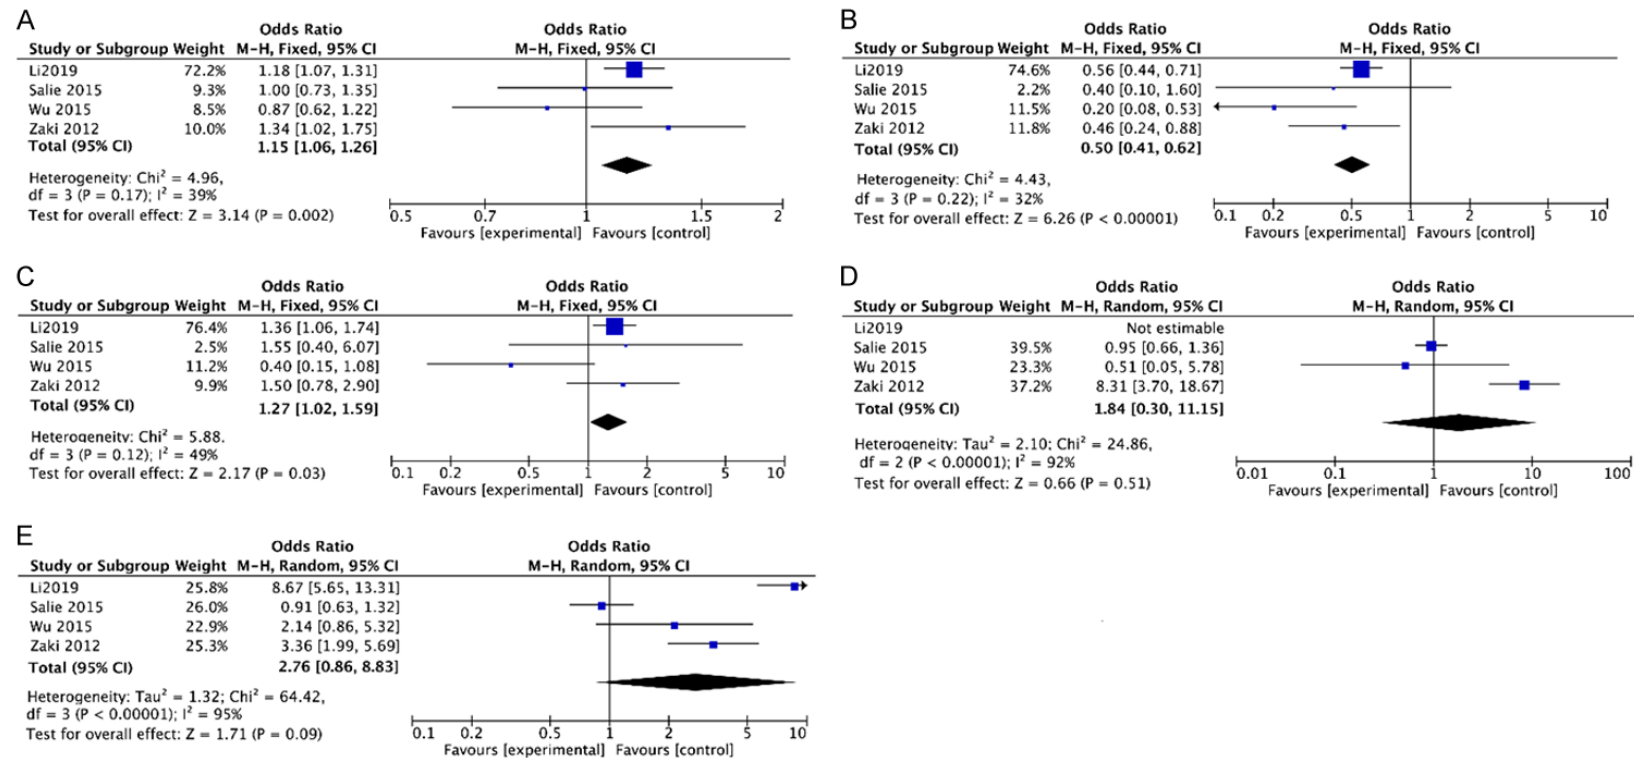 A
Odds Ratio Odds Ratio
Study or Subgroup Weight M-H, Fixed, 95% CI M-H, Fixed, 95% CI
Li2019 72.2% 1.18 [1.07, 1.31]
Salie 2015 9.3% 1.00 [0.73, 1.35]
Wu 2015 8.5% 0.87 [0.62, 1.22]
Zaki 2012 10.0% 1.34 [1.02, 1.75]
Total (95% CI) 1.15 [1.06, 1.26]
Heterogeneity: Chi² = 4.96,
df = 3 (P = 0.17); I² = 39%
Test for overall effect: Z = 3.14 (P = 0.002)
0.5 0.7 1 1.5 2
Favours [experimental] Favours [control]
B
Odds Ratio Odds Ratio
Study or Subgroup Weight M-H, Fixed, 95% CI M-H, Fixed, 95% CI
Li2019 74.6% 0.56 [0.44, 0.71]
Salie 2015 2.2% 0.40 [0.10, 1.60]
Wu 2015 11.5% 0.20 [0.08, 0.53]
Zaki 2012 11.8% 0.46 [0.24, 0.88]
Total (95% CI) 0.50 [0.41, 0.62]
Heterogeneity: Chi² = 4.43,
df = 3 (P = 0.22); I² = 32%
Test for overall effect: Z = 6.26 (P < 0.00001)
0.1 0.2 0.5 1 2 5 10
Favours [experimental] Favours [control]
C
Odds Ratio Odds Ratio
Study or Subgroup Weight M-H, Fixed, 95% CI M-H, Fixed, 95% CI
Li2019 76.4% 1.36 [1.06, 1.74]
Salie 2015 2.5% 1.55 [0.40, 6.07]
Wu 2015 11.2% 0.40 [0.15, 1.08]
Zaki 2012 9.9% 1.50 [0.78, 2.90]
Total (95% CI) 1.27 [1.02, 1.59]
Heterogeneity: Chi² = 5.88.
df = 3 (P = 0.12); I² = 49%
Test for overall effect: Z = 2.17 (P = 0.03)
0.1 0.2 0.5 1 2 5 10
Favours [experimental] Favours [control]
D
Odds Ratio Odds Ratio
Study or Subgroup Weight M-H, Random, 95% CI M-H, Random, 95% CI
Li2019 Not estimable
Salie 2015 39.5% 0.95 [0.66, 1.36]
Wu 2015 23.3% 0.51 [0.05, 5.78]
Zaki 2012 37.2% 8.31 [3.70, 18.67]
Total (95% CI) 1.84 [0.30, 11.15]
Heterogeneity: Tau² = 2.10; Chi² = 24.86,
df = 2 (P < 0.00001); I² = 92%
Test for overall effect: Z = 0.66 (P = 0.51)
0.01 0.1 1 10 100
Favours [experimental] Favours [control]
E
Odds Ratio Odds Ratio
Study or Subgroup Weight M-H, Random, 95% CI M-H, Random, 95% CI
Li2019 25.8% 8.67 [5.65, 13.31]
Salie 2015 26.0% 0.91 [0.63, 1.32]
Wu 2015 22.9% 2.14 [0.86, 5.32]
Zaki 2012 25.3% 3.36 [1.99, 5.69]
Total (95% CI) 2.76 [0.86, 8.83]
Heterogeneity: Tau² = 1.32; Chi² = 64.42,
df = 3 (P < 0.00001); I² = 95%
Test for overall effect: Z = 1.71 (P = 0.09)
0.1 0.2 0.5 1 2 5 10
Favours [experimental] Favours [control]